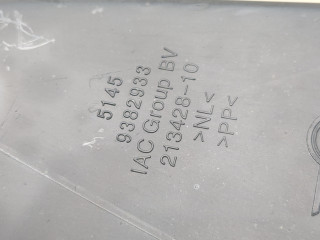 5145
9382933
IAC Group BV
213428-10
>NL<
>PP<